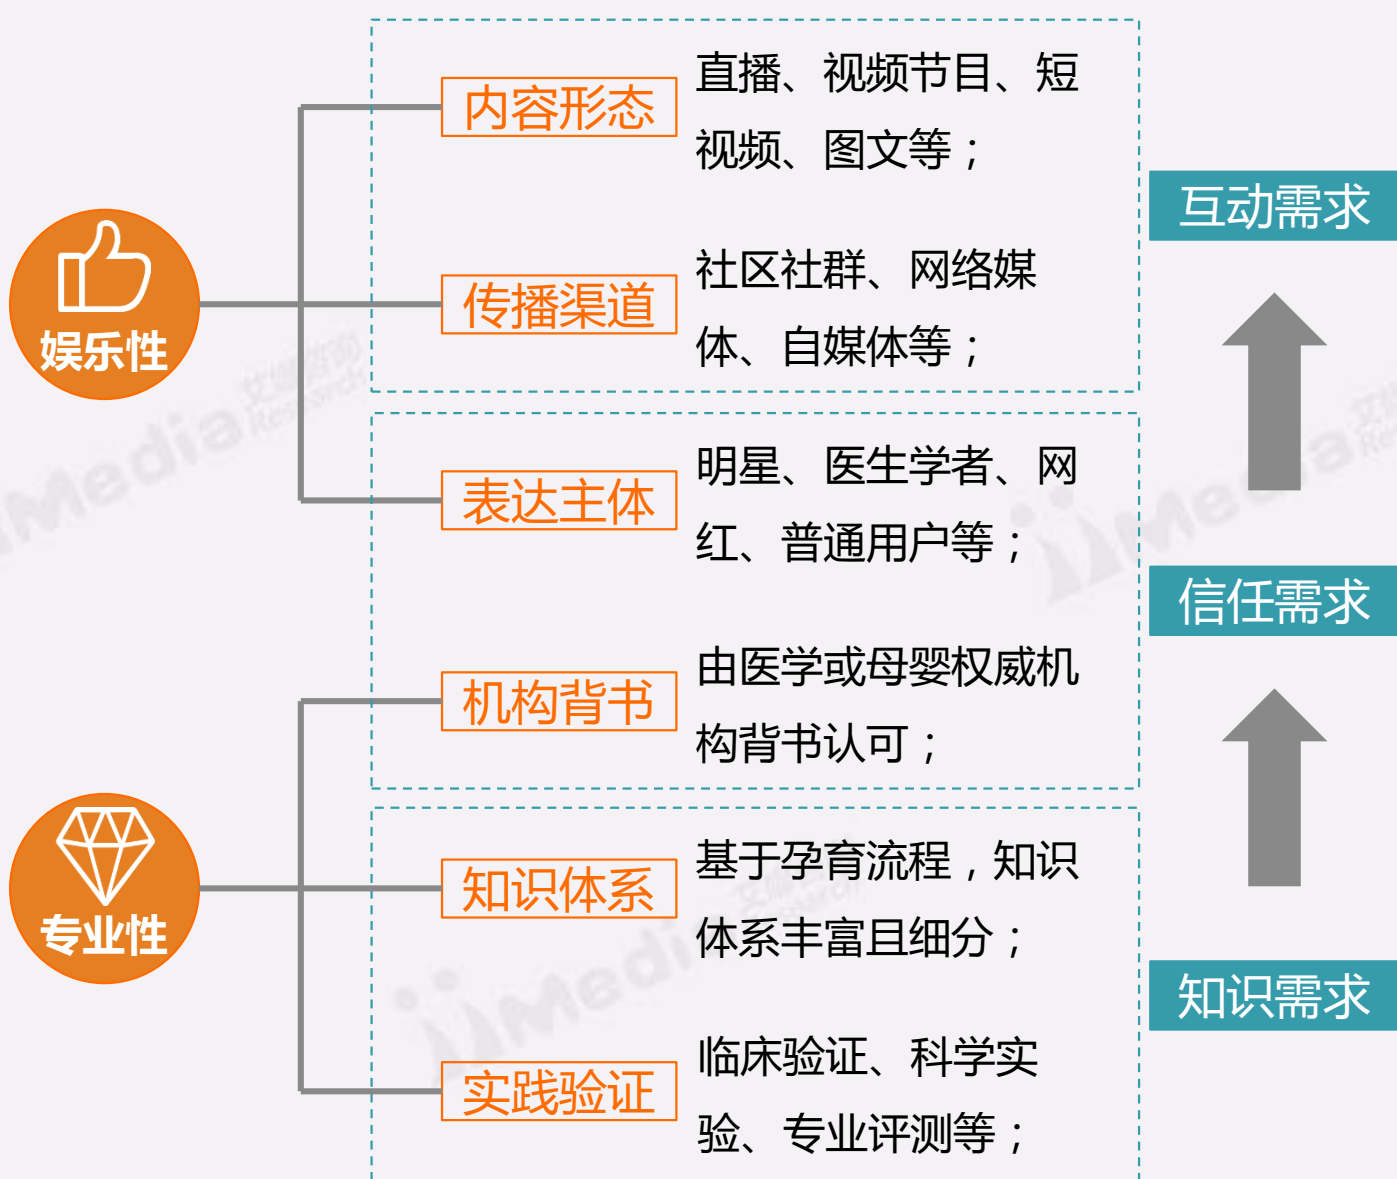 内容形态
直播、视频节目、短
视频、图文等；
互动需求
娱乐性
传播渠道
社区社群、网络媒
体、自媒体等；
表达主体
明星、医生学者、网
红、普通用户等；
信任需求
机构背书
由医学或母婴权威机
构背书认可；
专业性
知识体系
基于孕育流程，知识
体系丰富且细分；
知识需求
实践验证
临床验证、科学实
验、专业评测等；
iiMedia
艾媒咨询
Research